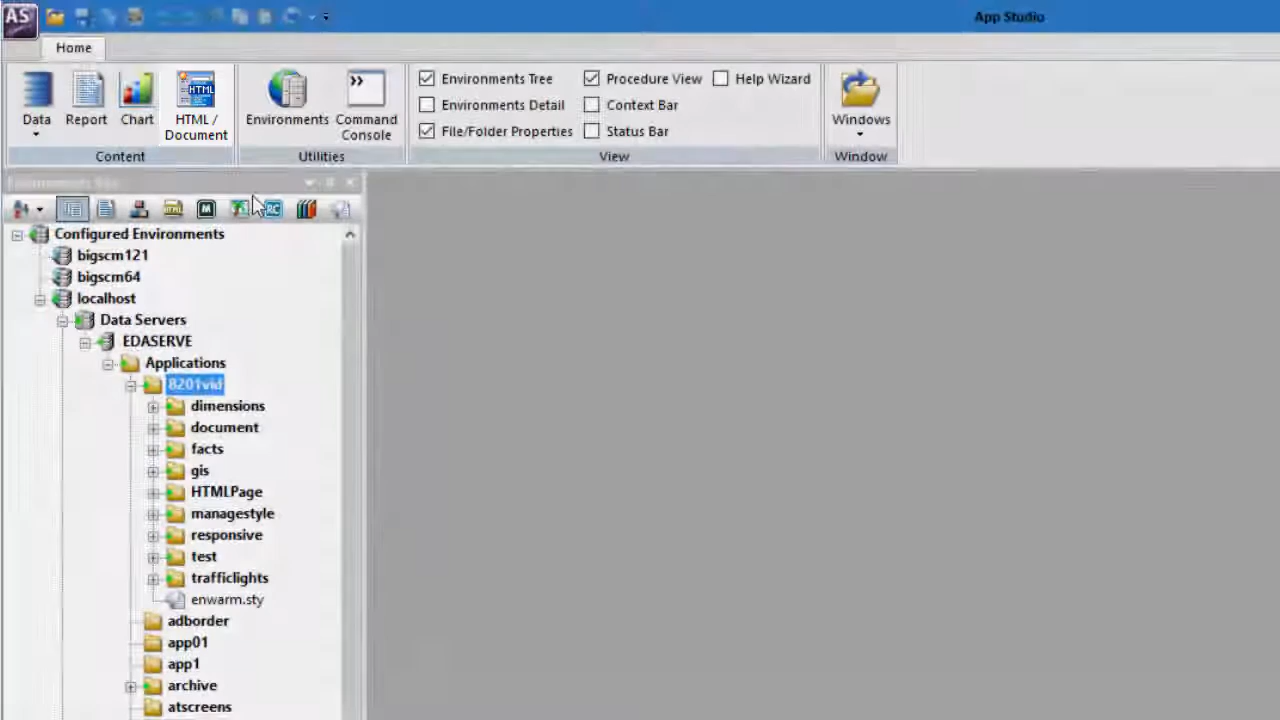 AS
App Studio
Home
Environments Tree
Procedure View
Help Wizard
Data
Report
Chart
HTML
HTML /
Document
Environments
Command
Console
Environments Detail
Context Bar
Windows
File/Folder Properties
Status Bar
Content
Utilities
View
Window
HTML
M
RC
Configured Environments
bigscm121
bigscm64
localhost
Data Servers
EDASERVE
Applications
8201vid
dimensions
document
facts
gis
HTMLPage
managestyle
responsive
test
trafficlights
enwarm.sty
adborder
app01
app1
archive
atscreens